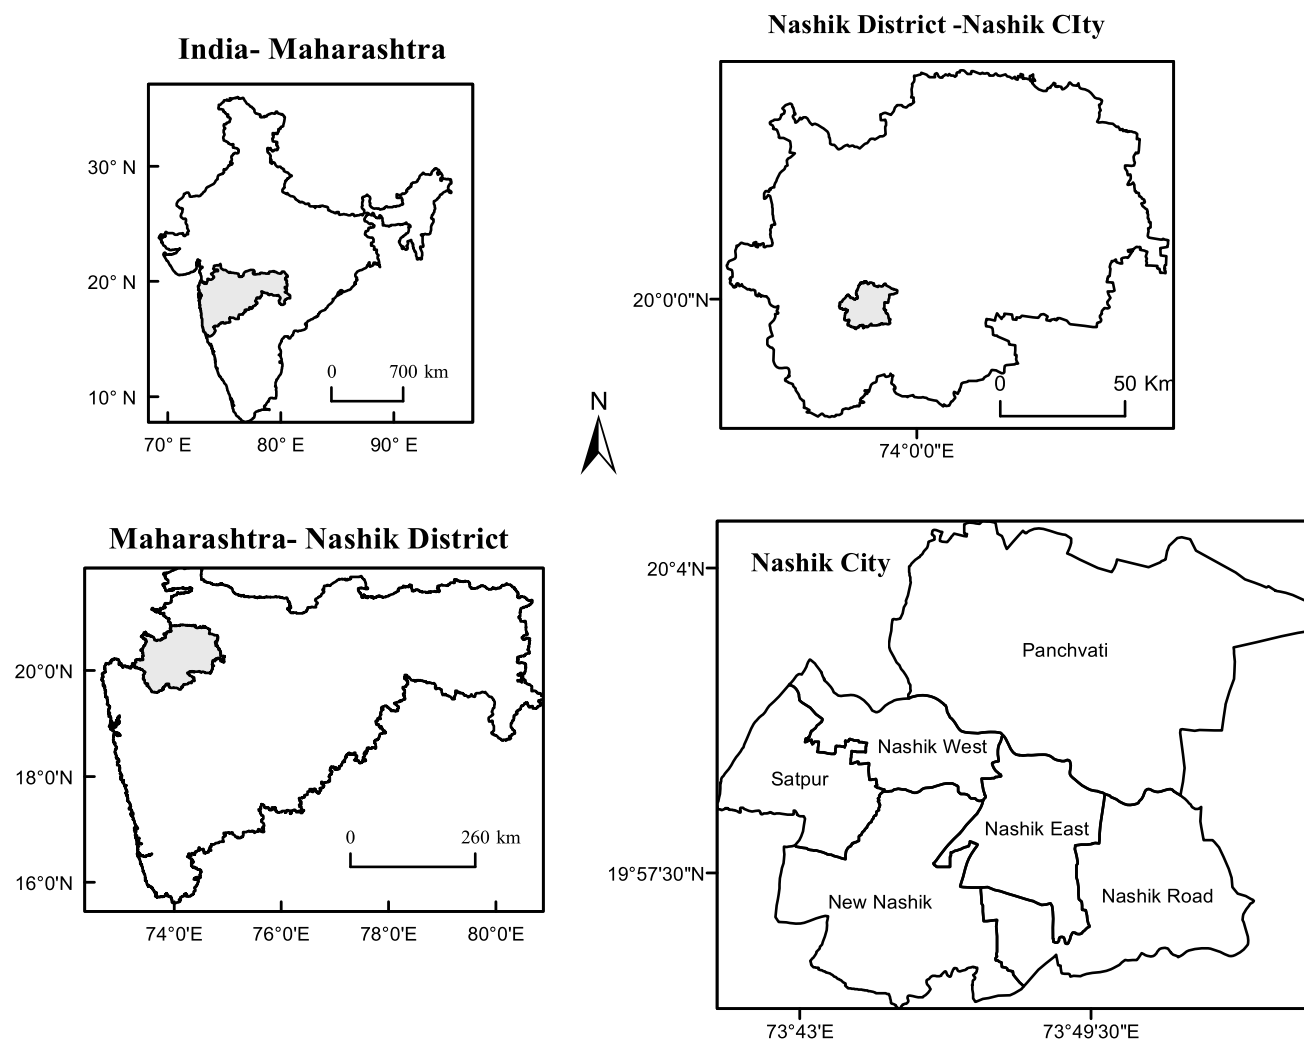 India- Maharashtra
30° N
20° N
10° N
0 700 km
70° E 80° E 90° E
Nashik District -Nashik CIty
20°0'0"N
0 50 Km
74°0'0"E
N
Maharashtra- Nashik District
20°0'N
18°0'N
16°0'N
0 260 km
74°0'E 76°0'E 78°0'E 80°0'E
Nashik City
20°4'N
Panchvati
Nashik West
Satpur
Nashik East
19°57'30"N
New Nashik
Nashik Road
73°43'E 73°49'30"E